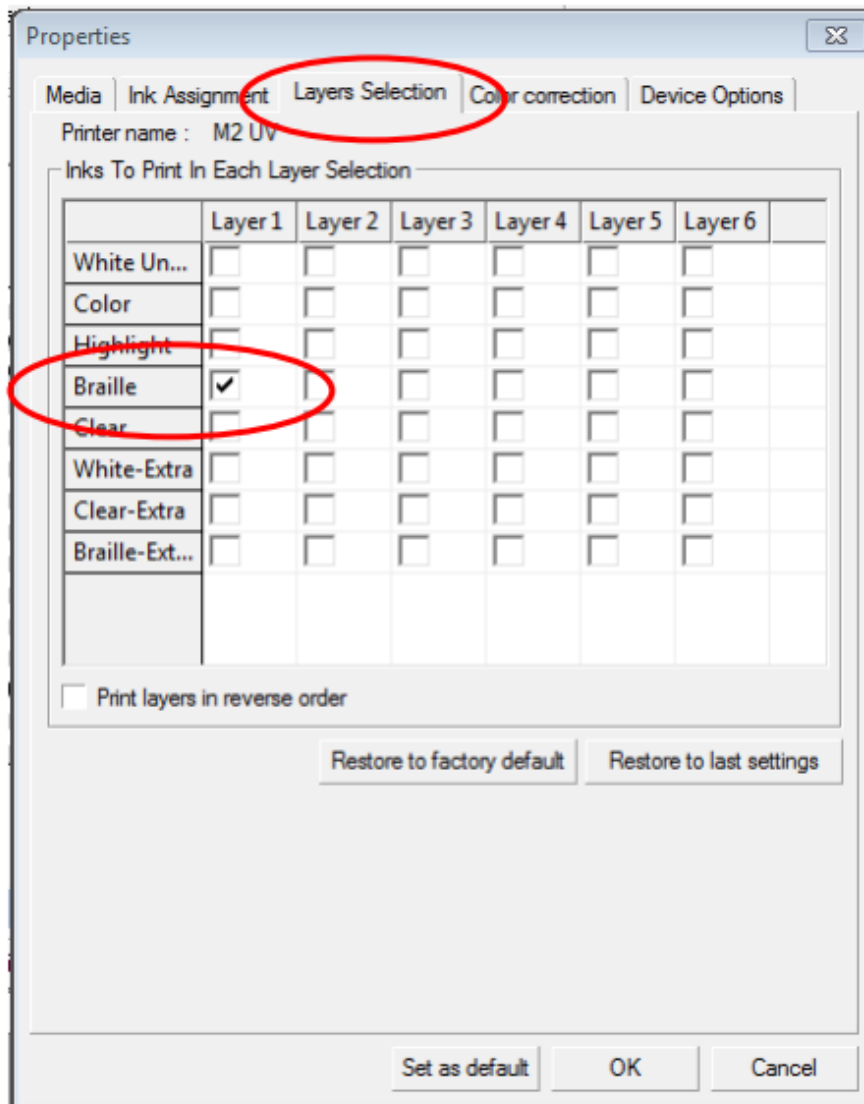 Properties
Media Ink Assignment Layers Selection Color correction Device Options
Printer name : M2 UV
Inks To Print In Each Layer Selection
Layer 1 Layer 2 Layer 3 Layer 4 Layer 5 Layer 6
White Un...
Color
Highlight
Braille
Clear
White-Extra
Clear-Extra
Braille-Ext...
Print layers in reverse order
Restore to factory default Restore to last settings
Set as default OK Cancel